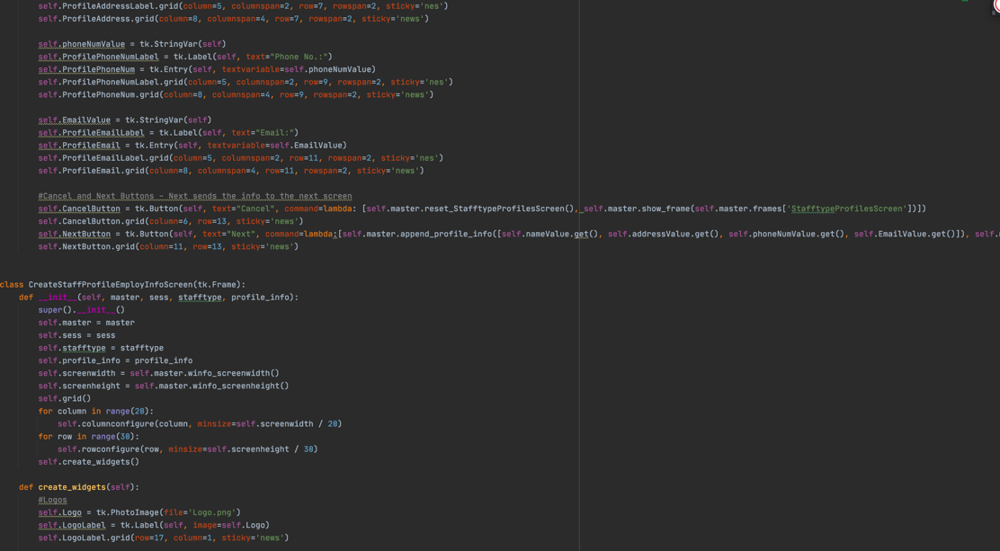 self.ProfileAddressLabel.grid(column=5, columnspan=2, row=7, rowspan=2, sticky='nes')
self.ProfileAddress.grid(column=8, columnspan=4, row=7, rowspan=2, sticky='news')
self.phoneNumValue = tk.StringVar(self)
self.ProfilePhoneNumLabel = tk.Label(self, text="Phone No.:")
self.ProfilePhoneNum = tk.Entry(self, textvariable=self.phoneNumValue)
self.ProfilePhoneNumLabel.grid(column=5, columnspan=2, row=9, rowspan=2, sticky='nes')
self.ProfilePhoneNum.grid(column=8, columnspan=4, row=9, rowspan=2, sticky='news')
self.EmailValue = tk.StringVar(self)
self.ProfileEmailLabel = tk.Label(self, text="Email:")
self.ProfileEmail = tk.Entry(self, textvariable=self.EmailValue)
self.ProfileEmailLabel.grid(column=5, columnspan=2, row=11, rowspan=2, sticky='nes')
self.ProfileEmail.grid(column=8, columnspan=4, row=11, rowspan=2, sticky='news')
#Cancel and Next Buttons - Next sends the info to the next screen
self.CancelButton = tk.Button(self, text="Cancel", command=lambda: [self.master.reset_StafftypeProfilesScreen(), self.master.show_frame(self.master.frames['StafftypeProfilesScreen'])])
self.CancelButton.grid(column=6, row=13, sticky='news')
self.NextButton = tk.Button(self, text="Next", command=lambda:[self.master.append_profile_info([self.nameValue.get(), self.addressValue.get(), self.phoneNumValue.get(), self.EmailValue.get()]), self.
self.NextButton.grid(column=11, row=13, sticky='news')
class CreateStaffProfileEmployInfoScreen(tk.Frame):
def __init__(self, master, sess, stafftype, profile_info):
super().__init__()
self.master = master
self.sess = sess
self.stafftype = stafftype
self.profile_info = profile_info
self.screenwidth = self.master.winfo_screenwidth()
self.screenheight = self.master.winfo_screenheight()
self.grid()
for column in range(20):
self.columnconfigure(column, minsize=self.screenwidth / 20)
for row in range(30):
self.rowconfigure(row, minsize=self.screenheight / 30)
self.create_widgets()
def create_widgets(self):
#Logos
self.Logo = tk.PhotoImage(file='Logo.png')
self.LogoLabel = tk.Label(self, image=self.Logo)
self.LogoLabel.grid(row=17, column=1, sticky='news')